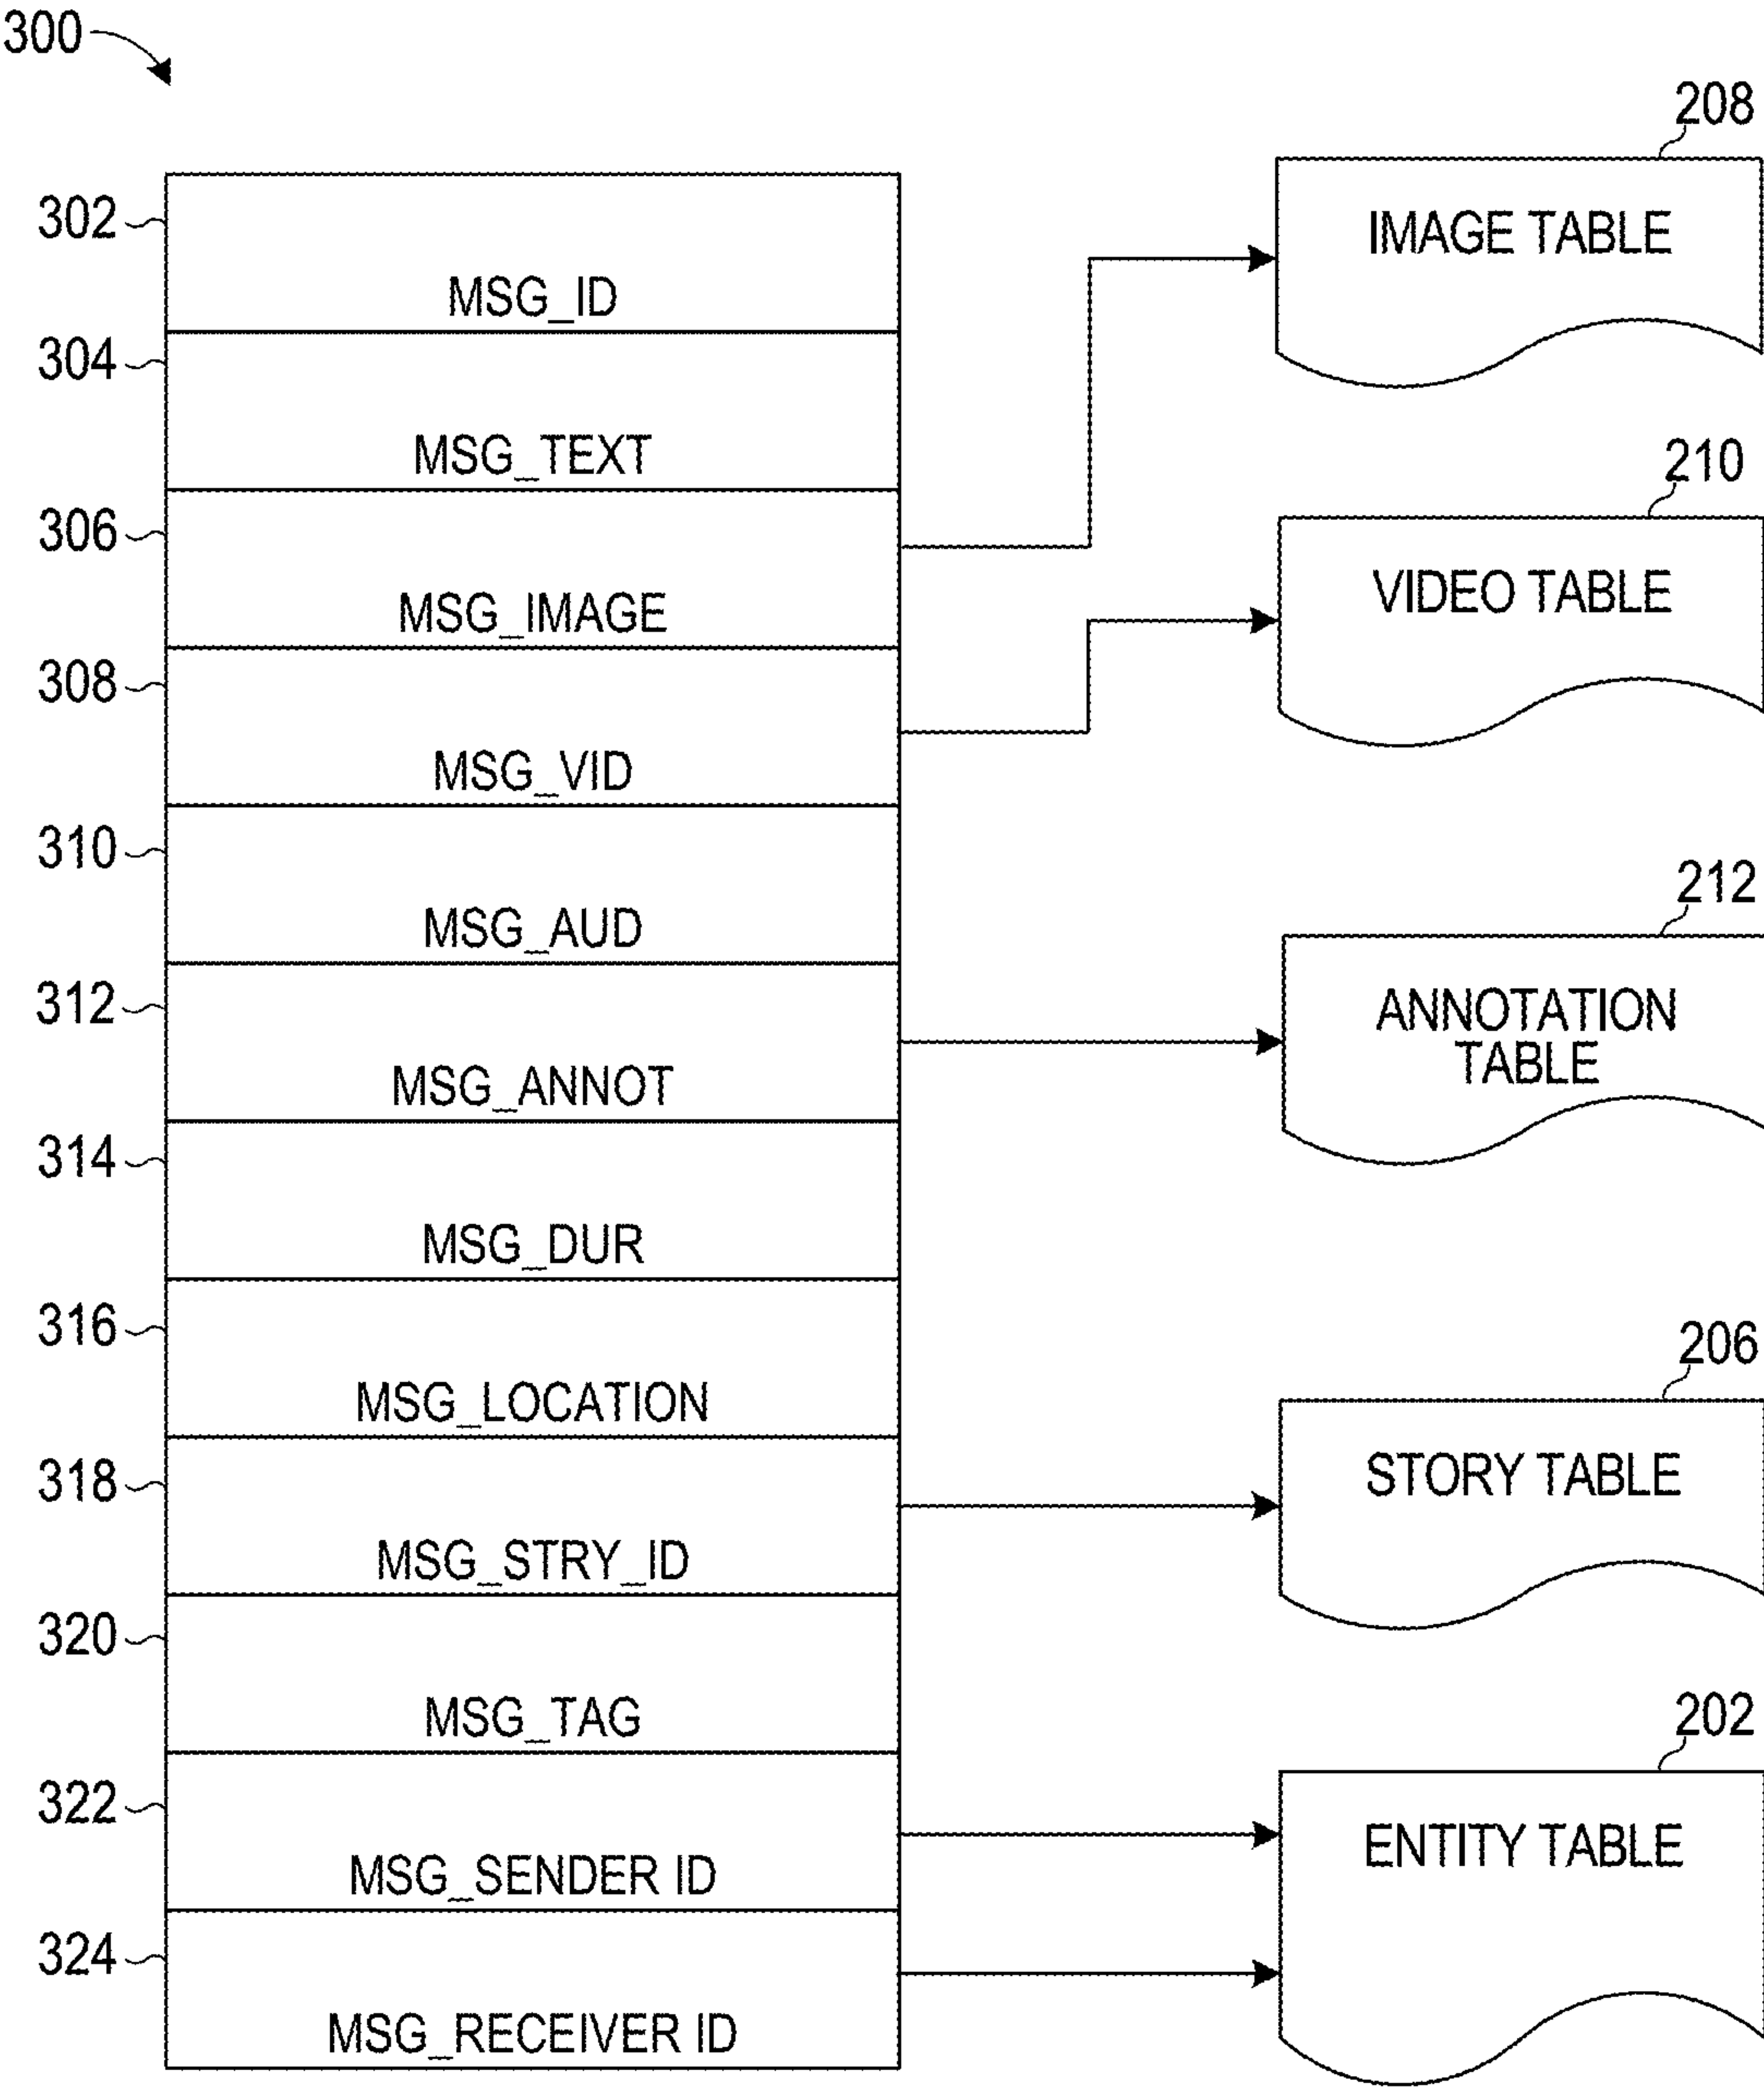 300
302
MSG_ID
304
MSG_TEXT
306
MSG_IMAGE
308
MSG_VID
310
MSG_AUD
312
MSG_ANNOT
314
MSG_DUR
316
MSG_LOCATION
318
MSG_STRY_ID
320
MSG_TAG
322
MSG_SENDER ID
324
MSG_RECEIVER ID
208
IMAGE TABLE
210
VIDEO TABLE
212
ANNOTATION
TABLE
206
STORY TABLE
202
ENTITY TABLE